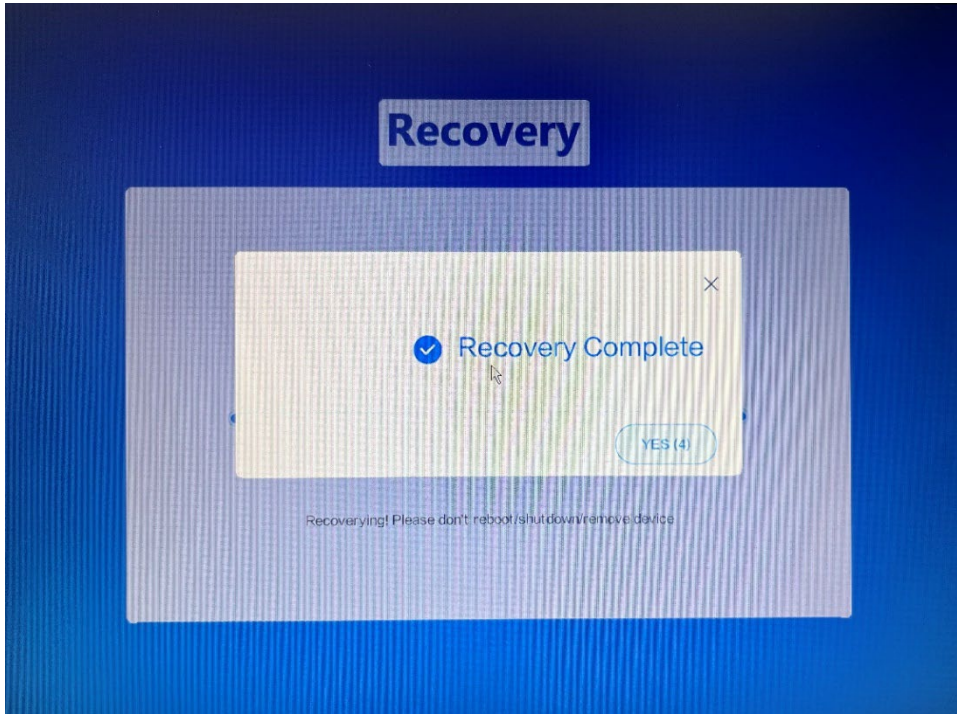 Recovery
Recovery Complete
YES (4)
Recoverying! Please don't reboot/shutdown/remove device